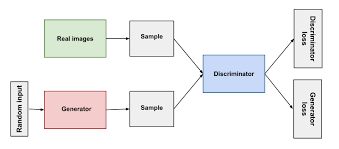 Real images
Sample
Discriminator
loss
Discriminator
Random input
Generator
Sample
Generator
loss